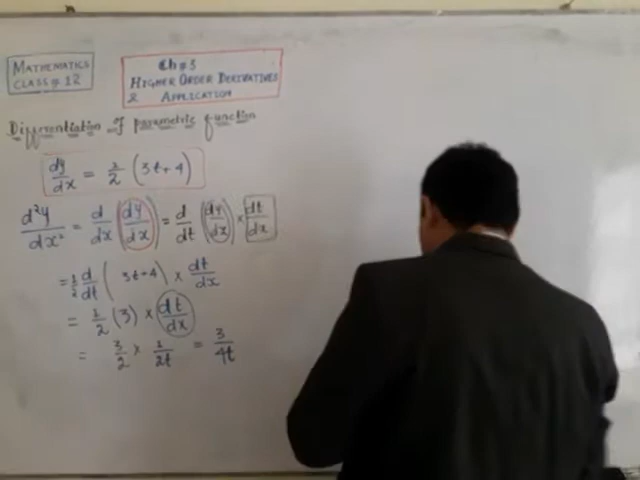 MATHEMATICS
CLASS # 12
Ch # 3
HIGHER ORDER DERIVATIVES
& APPLICATION
Differentiation of parametric function
dy/dx = 1/2 (3t+4)
d²y/dx² = d/dx (dy/dx) = d/dt (dy/dx) × dt/dx
= 1/2 d/dt (3t+4) × dt/dx
= 1/2 (3) × dt/dx
= 3/2 × 1/2t = 3/4t